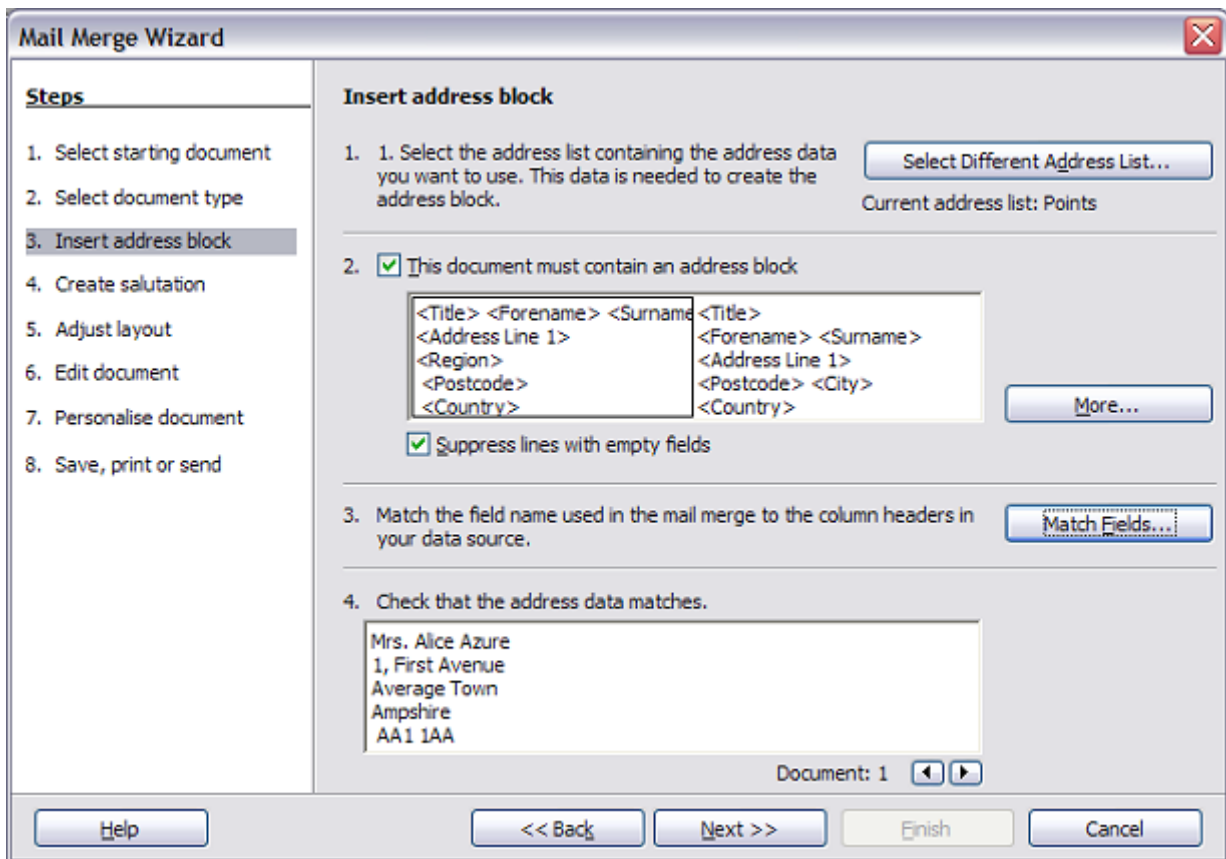 Mail Merge Wizard
Steps
1. Select starting document
2. Select document type
3. Insert address block
4. Create salutation
5. Adjust layout
6. Edit document
7. Personalise document
8. Save, print or send
Insert address block
1. 1. Select the address list containing the address data
you want to use. This data is needed to create the
address block.
Select Different Address List...
Current address list: Points
2. This document must contain an address block
<Title> <Forename> <Surname
<Address Line 1>
<Region>
<Postcode>
<Country>
<Title>
<Forename> <Surname>
<Address Line 1>
<Postcode> <City>
<Country>
More...
Suppress lines with empty fields
3. Match the field name used in the mail merge to the column headers in
your data source.
Match Fields...
4. Check that the address data matches.
Mrs. Alice Azure
1, First Avenue
Average Town
Ampshire
AA1 1AA
Document: 1
Help
<< Back
Next >>
Finish
Cancel